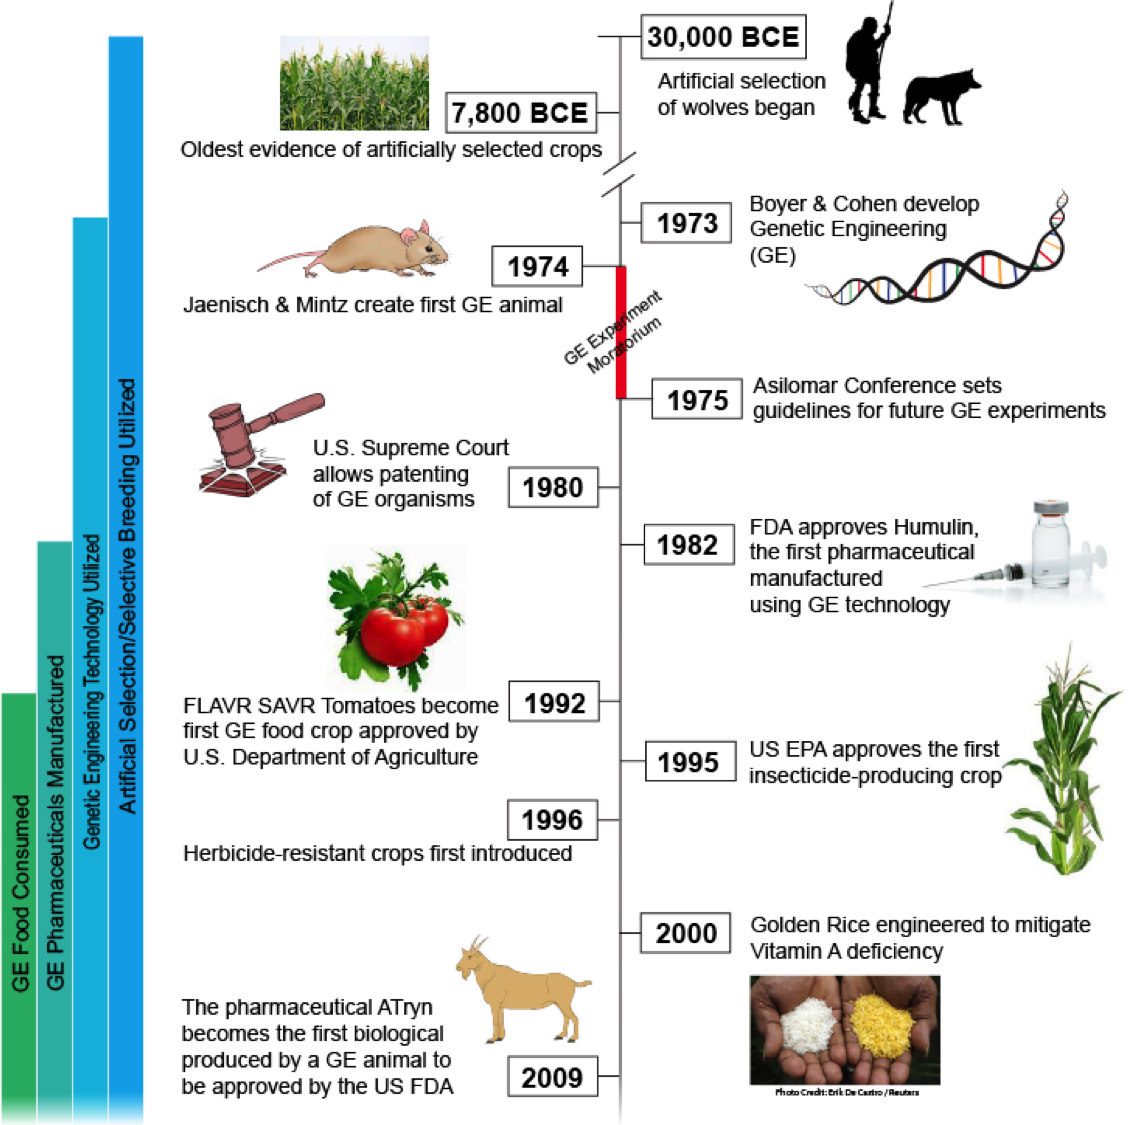 30,000 BCE
Artificial selection
of wolves began
7,800 BCE
Oldest evidence of artificially selected crops
1973
Boyer & Cohen develop
Genetic Engineering
(GE)
1974
Jaenisch & Mintz create first GE animal
GE Experiment
Moratorium
1975
Asilomar Conference sets
guidelines for future GE experiments
U.S. Supreme Court
allows patenting
of GE organisms
1980
1982
FDA approves Humulin,
the first pharmaceutical
manufactured
using GE technology
1992
FLAVR SAVR Tomatoes become
first GE food crop approved by
U.S. Department of Agriculture
1995
US EPA approves the first
insecticide-producing crop
1996
Herbicide-resistant crops first introduced
2000
Golden Rice engineered to mitigate
Vitamin A deficiency
Photo Credit: Erik De Castro / Reuters
The pharmaceutical ATryn
becomes the first biological
produced by a GE animal to
be approved by the US FDA
2009
GE Food Consumed
GE Pharmaceuticals Manufactured
Genetic Engineering Technology Utilized
Artificial Selection/Selective Breeding Utilized